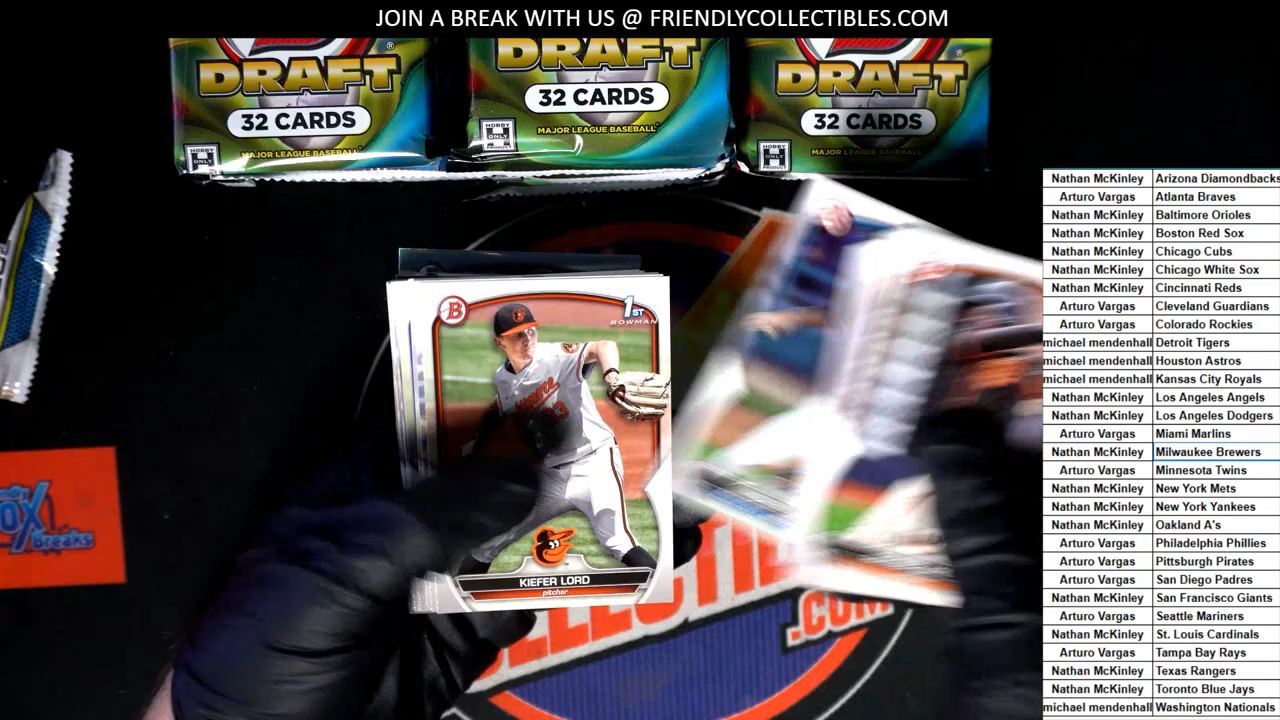 JOIN A BREAK WITH US @ FRIENDLYCOLLECTIBLES.COM
DRAFT
32 CARDS
HOBBY
ONLY
MAJOR LEAGUE BASEBALL
DRAFT
32 CARDS
HOBBY
ONLY
PRODUCT
MAJOR LEAGUE BASEBALL
DRAFT
32 CARDS
HOBBY
ONLY
PRODUCT
MAJOR LEAGUE BASEBALL
B
1ST
BOWMAN
KIEFER LORD
pitcher
Breaks
.COM
Nathan McKinley Arizona Diamondbacks
Arturo Vargas Atlanta Braves
Nathan McKinley Baltimore Orioles
Nathan McKinley Boston Red Sox
Nathan McKinley Chicago Cubs
Nathan McKinley Chicago White Sox
Nathan McKinley Cincinnati Reds
Arturo Vargas Cleveland Guardians
Arturo Vargas Colorado Rockies
michael mendenhall Detroit Tigers
michael mendenhall Houston Astros
michael mendenhall Kansas City Royals
Nathan McKinley Los Angeles Angels
Nathan McKinley Los Angeles Dodgers
Arturo Vargas Miami Marlins
Nathan McKinley Milwaukee Brewers
Arturo Vargas Minnesota Twins
Nathan McKinley New York Mets
Nathan McKinley New York Yankees
Nathan McKinley Oakland A's
Arturo Vargas Philadelphia Phillies
Arturo Vargas Pittsburgh Pirates
Arturo Vargas San Diego Padres
Nathan McKinley San Francisco Giants
Arturo Vargas Seattle Mariners
Nathan McKinley St. Louis Cardinals
Arturo Vargas Tampa Bay Rays
Nathan McKinley Texas Rangers
Nathan McKinley Toronto Blue Jays
michael mendenhall Washington Nationals